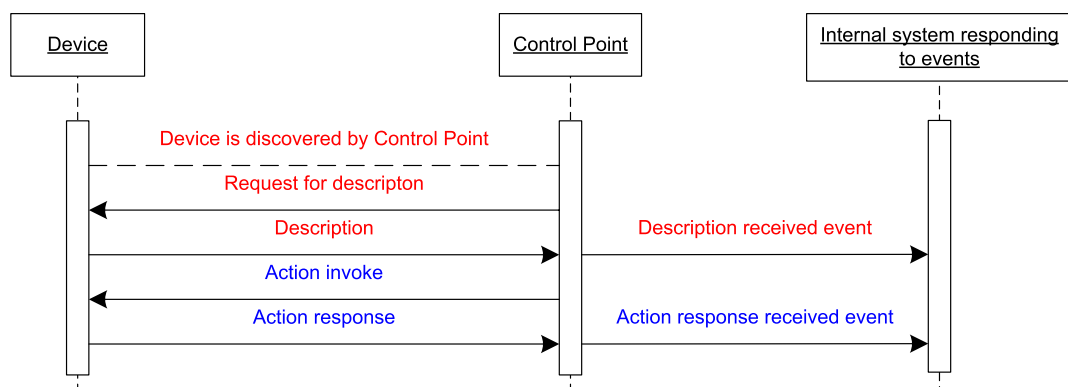 Device
Control Point
Internal system responding
to events
Device is discovered by Control Point
Request for descripton
Description
Description received event
Action invoke
Action response
Action response received event